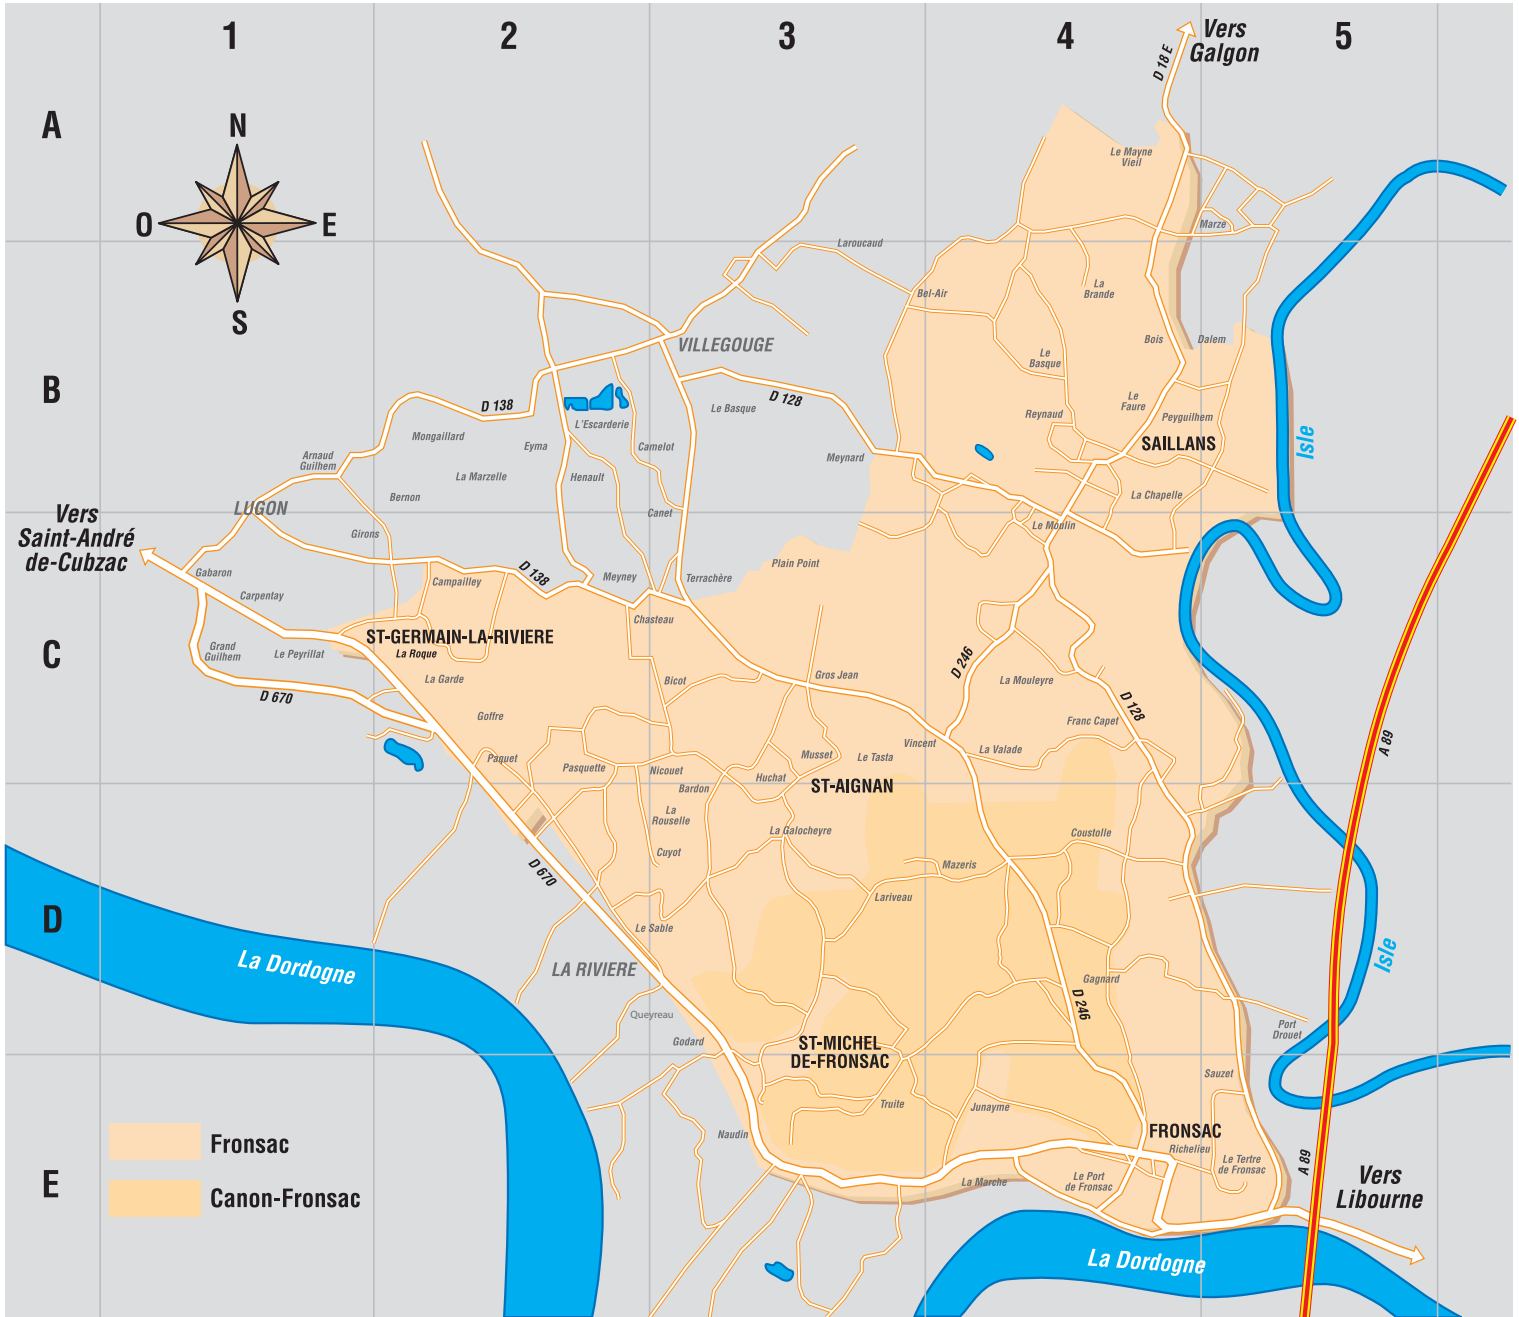 1
2
3
4
5
Vers
Galgon
D 18 E
A
N
O
E
S
Le Mayne
Vieil
Marze
Laroucaud
Bel-Air
La
Brande
VILLEGOUGE
Bois
Dalem
Le
Basque
B
D 138
D 128
Le Basque
Le
Faure
Reynaud
Peyguilhem
L'Escarderie
Mongaillard
Eyma
Camelot
SAILLANS
Isle
Arnaud
Guilhem
Meynard
La Marzelle
Henault
Bernon
La Chapelle
LUGON
Canet
Vers
Saint-André
de-Cubzac
Girons
Le Moulin
Gabaron
Campailley
D 138
Meyney
Terrachère
Plain Point
Carpentay
Chasteau
C
ST-GERMAIN-LA-RIVIERE
La Roque
Grand
Guilhem
Le Peyrillat
D 246
La Garde
Bicot
Gros Jean
La Mouleyre
D 670
D 128
Goffre
Franc Capet
Vincent
La Valade
A 89
Paquet
Pasquette
Nicouet
Musset
Le Tasta
Huchat
Bardon
ST-AIGNAN
La
Rouselle
La Galocheyre
Coustolle
Cuyot
Mazeris
D 670
Lariveau
D
Le Sable
La Dordogne
LA RIVIERE
Isle
Gagnard
D 246
Queyreau
Port
Drouet
Godard
ST-MICHEL
DE-FRONSAC
Sauzet
Truite
Junayme
Fronsac
Naudin
FRONSAC
Richelieu
Le Tertre
de Fronsac
A 89
E
Canon-Fronsac
La Marche
Le Port
de Fronsac
Vers
Libourne
La Dordogne